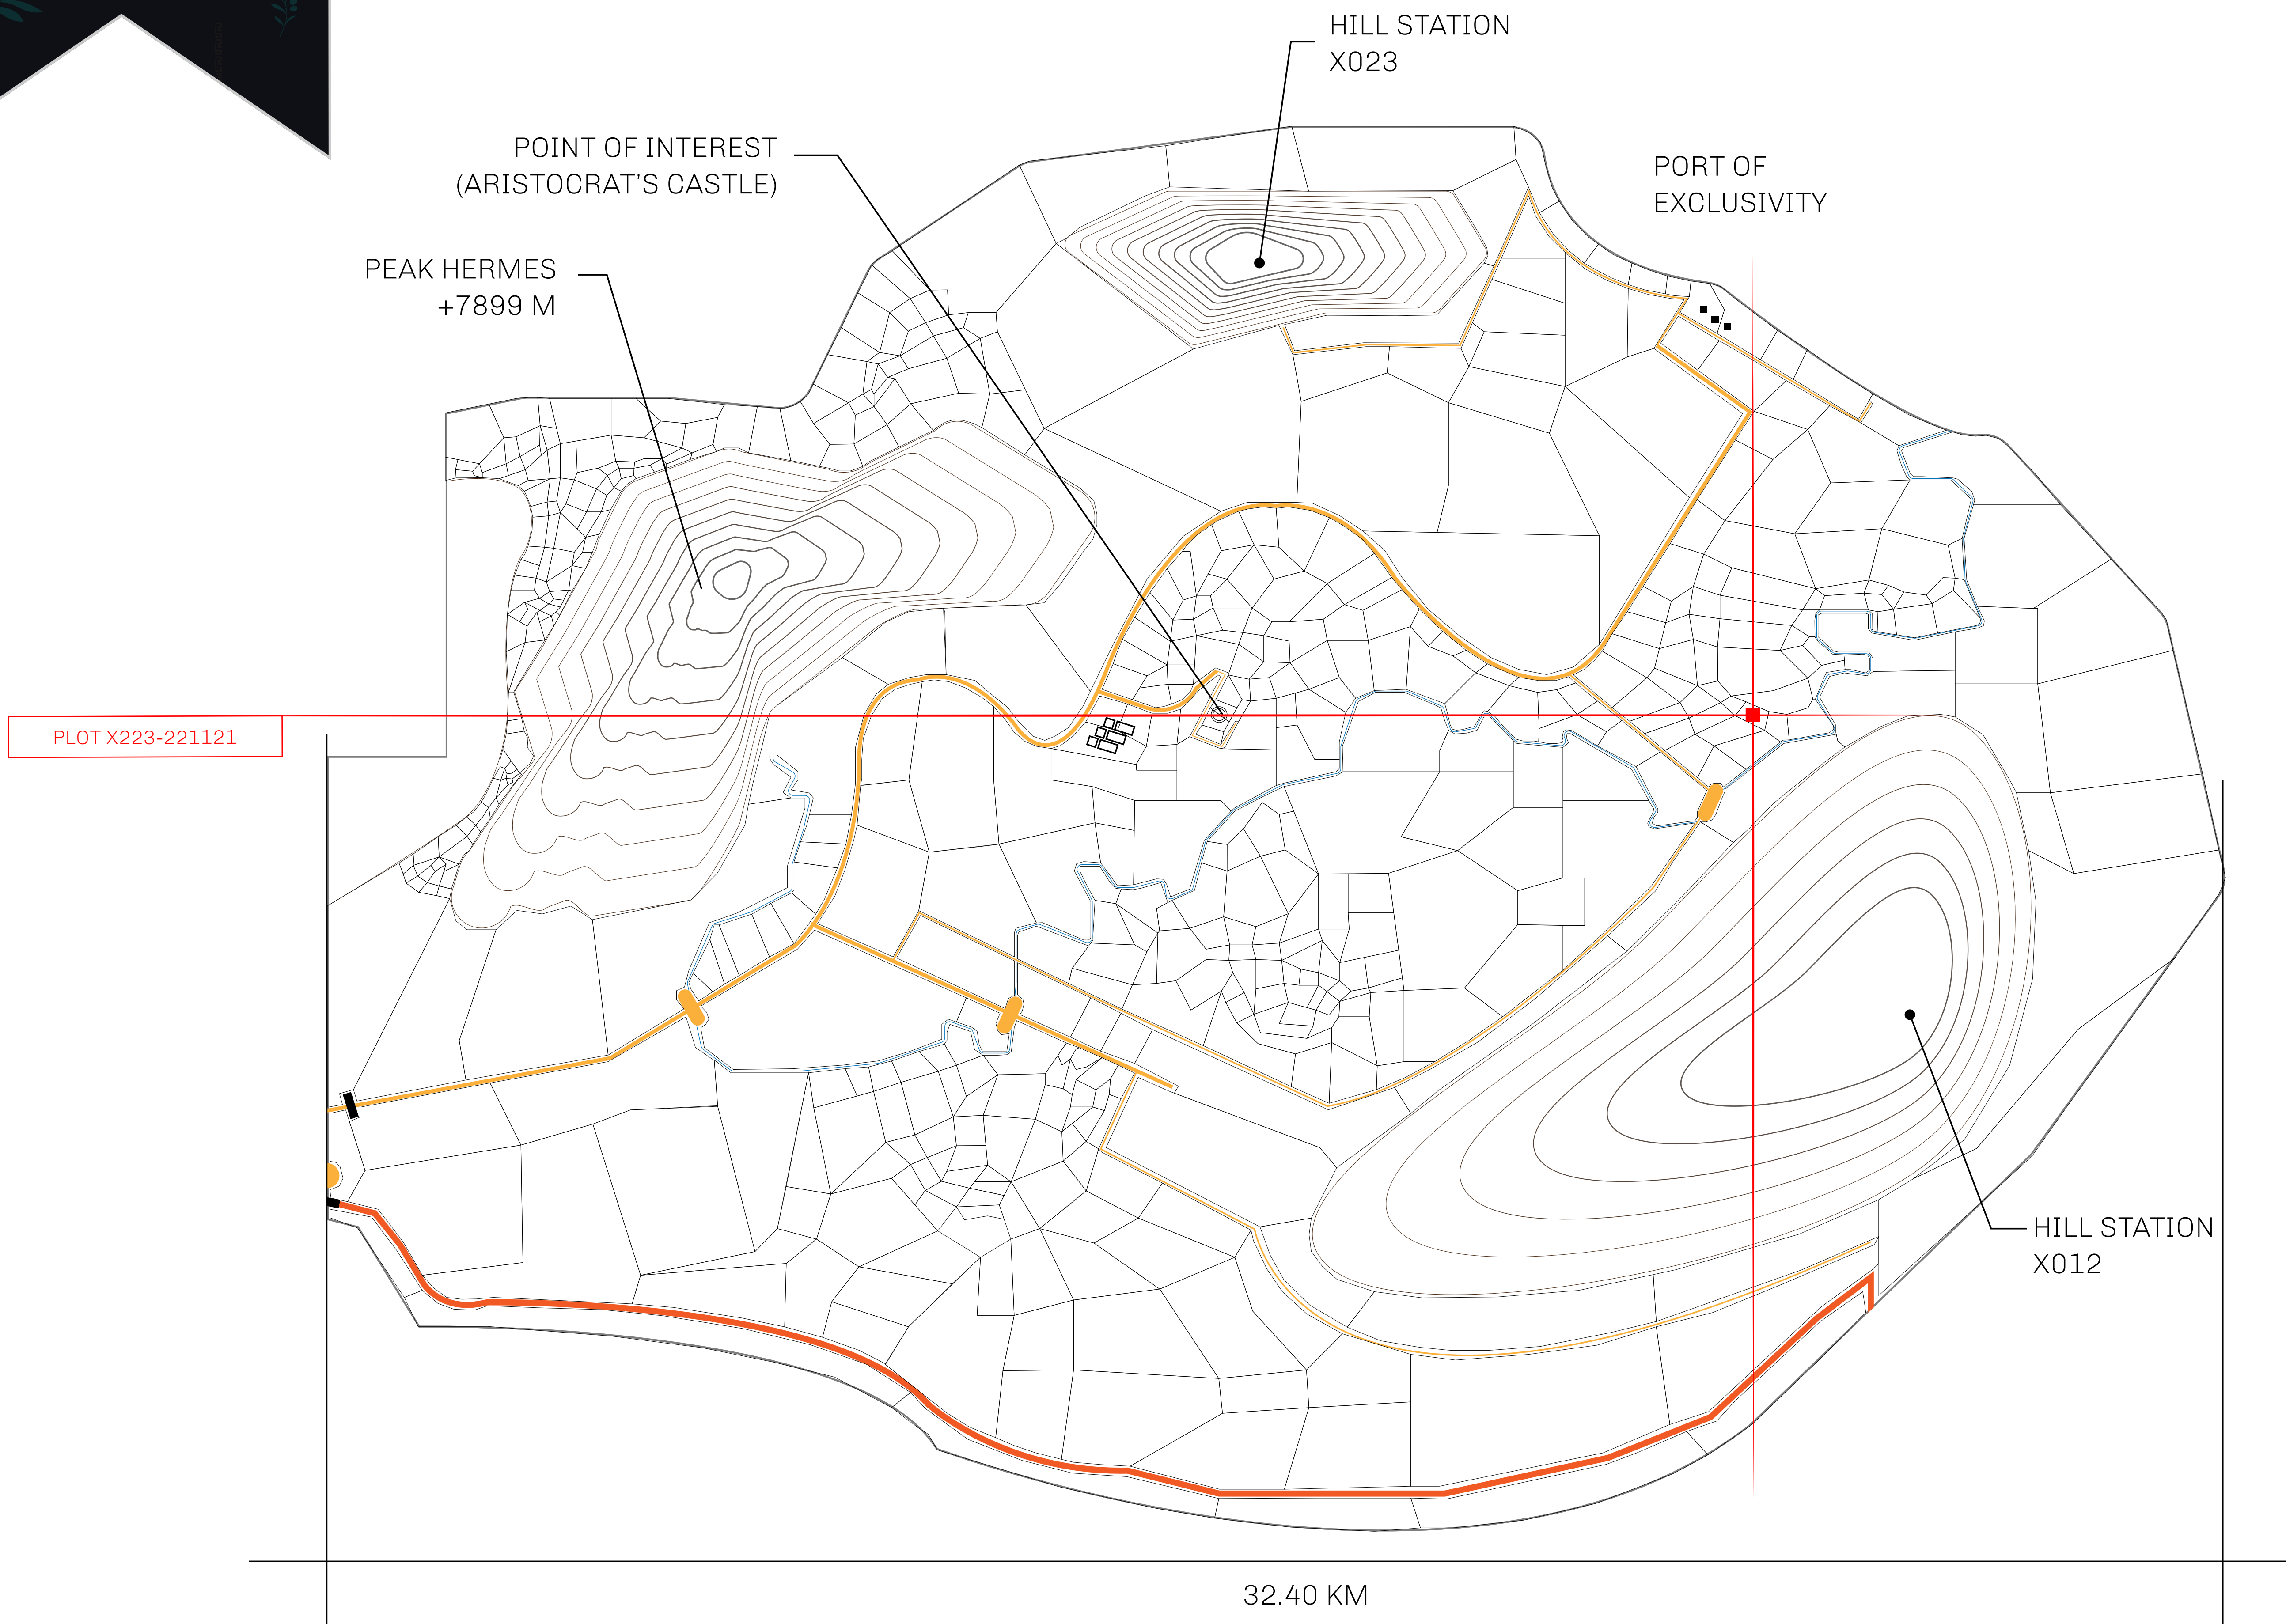 HILL STATION
X023
POINT OF INTEREST
(ARISTOCRAT'S CASTLE)
PORT OF
EXCLUSIVITY
PEAK HERMES
+7899 M
PLOT X223-221121
HILL STATION
X012
32.40 KM